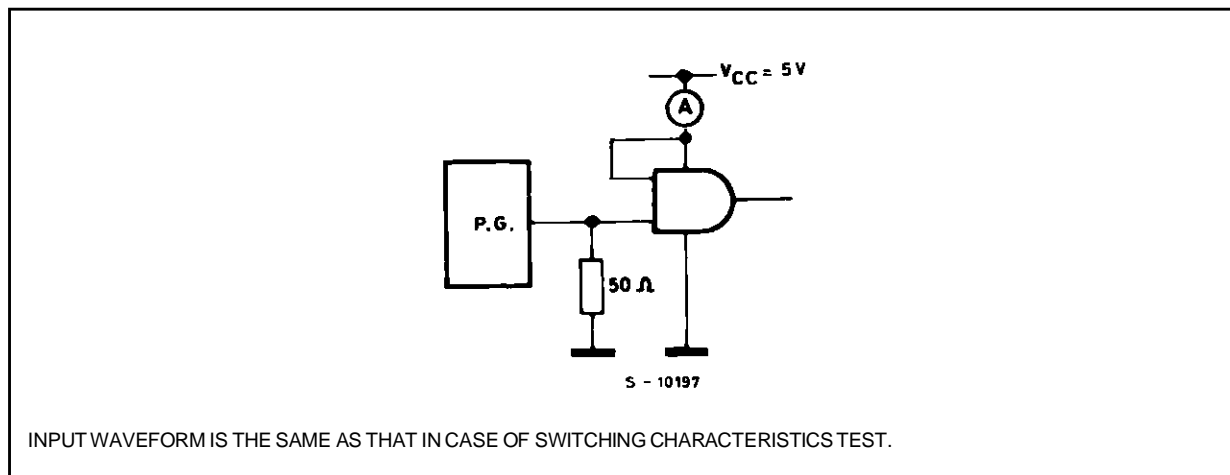 VCC = 5V
A
P.G.
50 Ω
S - 10197
INPUT WAVEFORM IS THE SAME AS THAT IN CASE OF SWITCHING CHARACTERISTICS TEST.